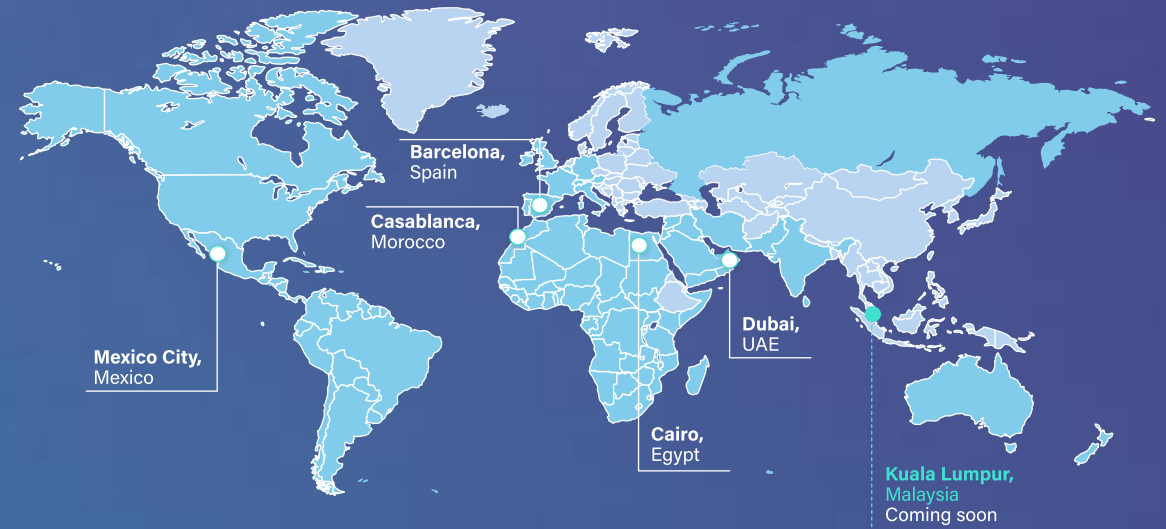 Barcelona,
Spain
Casablanca,
Morocco
Mexico City,
Mexico
Dubai,
UAE
Cairo,
Egypt
Kuala Lumpur,
Malaysia
Coming soon